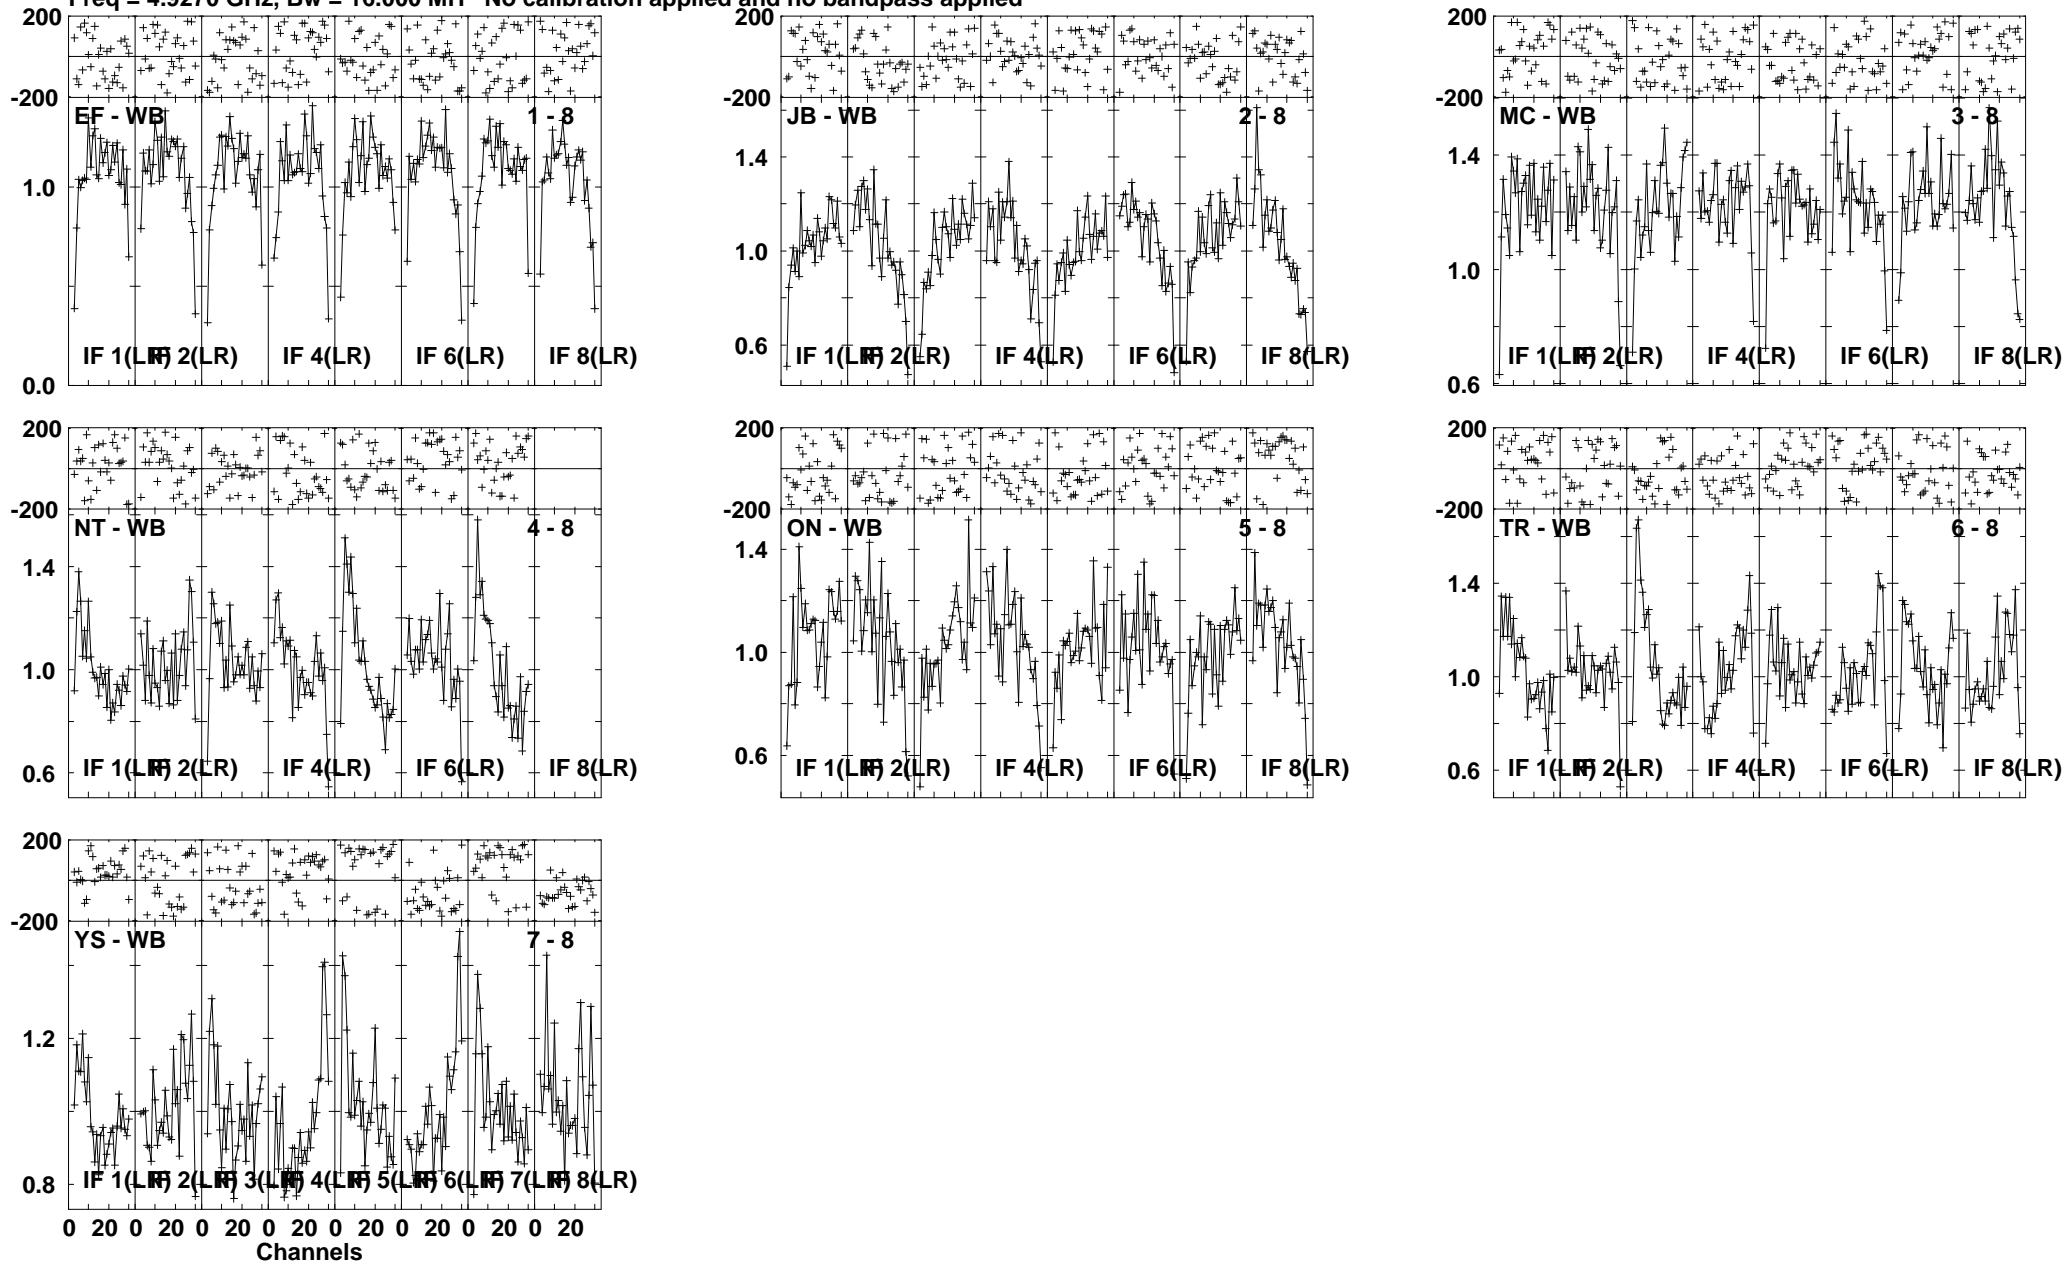 Freq = 4.9270 GHz, Bw = 16.000 MH No calibration applied and no bandpass applied
200 200 200
-200 -200 -200
EF - WB 1 - 8 JB - WB 2 - 8 MC - WB 3 - 8
1.4 1.4
1.0 1.0 1.0
0.6
IF 1(LR) IF 2(LR) IF 4(LR) IF 6(LR) IF 8(LR) IF 1(LR) IF 2(LR) IF 4(LR) IF 6(LR) IF 8(LR) IF 1(LR) IF 2(LR) IF 4(LR) IF 6(LR) IF 8(LR)
0.0 0.6
200 200 200
-200 -200 -200
NT - WB 4 - 8 ON - WB 5 - 8 TR - WB 6 - 8
1.4 1.4 1.4
1.0 1.0 1.0
0.6 0.6 0.6
IF 1(LR) IF 2(LR) IF 4(LR) IF 6(LR) IF 8(LR) IF 1(LR) IF 2(LR) IF 4(LR) IF 6(LR) IF 8(LR) IF 1(LR) IF 2(LR) IF 4(LR) IF 6(LR) IF 8(LR)
200
-200
YS - WB 7 - 8
1.2
0.8
IF 1(LR) IF 2(LR) IF 3(LR) IF 4(LR) IF 5(LR) IF 6(LR) IF 7(LR) IF 8(LR)
0 20 0 20 0 20 0 20 0 20 0 20 0 20 0 20
Channels